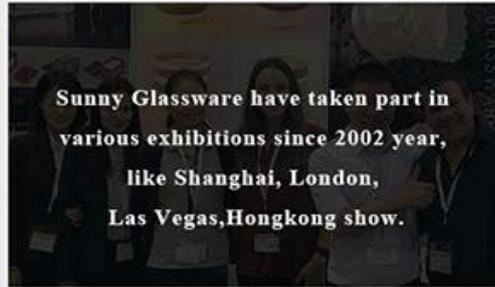 Sunny Glassware have taken part in
various exhibitions since 2002 year,
like Shanghai, London,
Las Vegas,Hongkong show.